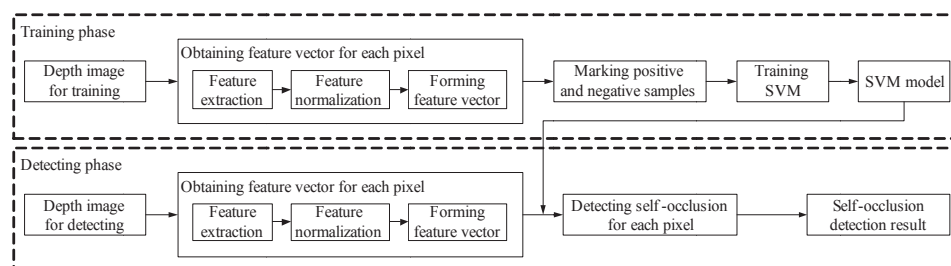 Training phase
Depth image
for training
Obtaining feature vector for each pixel
Feature
extraction
Feature
normalization
Forming
feature vector
Marking positive
and negative samples
Training
SVM
SVM model
Detecting phase
Depth image
for detecting
Obtaining feature vector for each pixel
Feature
extraction
Feature
normalization
Forming
feature vector
Detecting self-occlusion
for each pixel
Self-occlusion
detection result